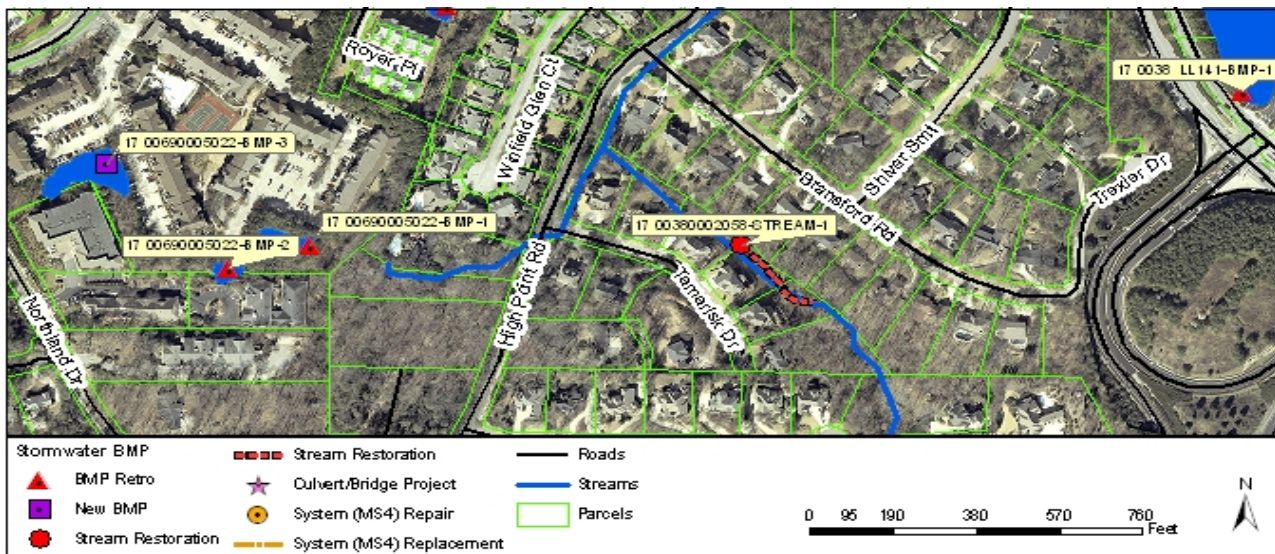 Royer Pl
Winfield Glen Ct
17 0038 LL141-BMP-1
17 00690005022-BMP-3
Shiver Smt
Bransford Rd
Trexler Dr
17 00690005022-BMP-1
17 00380002058-STREAM-1
17 00690005022-BMP-2
High Point Rd
Tamarisk Dr
Northland Dr
Stormwater BMP
BMP Retro
New BMP
Stream Restoration
Stream Restoration
Culvert/Bridge Project
System (MS4) Repair
System (MS4) Replacement
Roads
Streams
Parcels
N
0 95 190 380 570 760
Feet